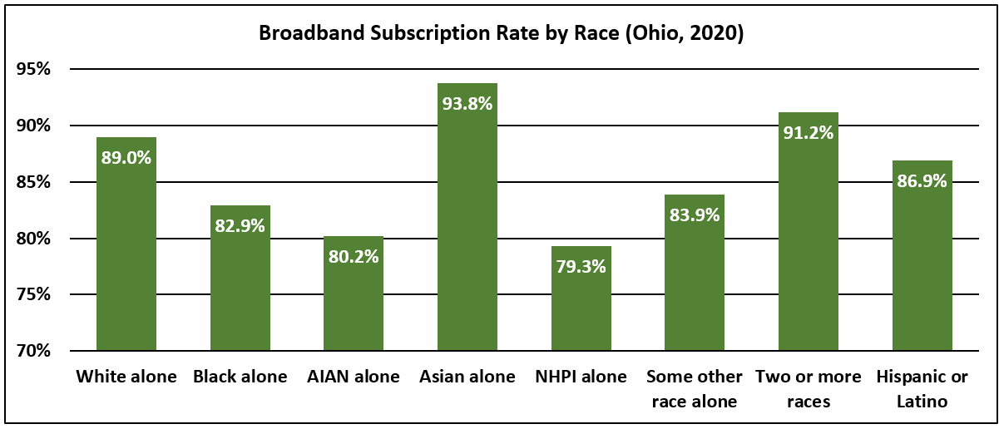 Broadband Subscription Rate by Race (Ohio, 2020)
95%
90%
85%
80%
75%
70%
89.0%
82.9%
80.2%
93.8%
79.3%
83.9%
91.2%
86.9%
White alone
Black alone
AIAN alone
Asian alone
NHPI alone
Some other
race alone
Two or more
races
Hispanic or
Latino